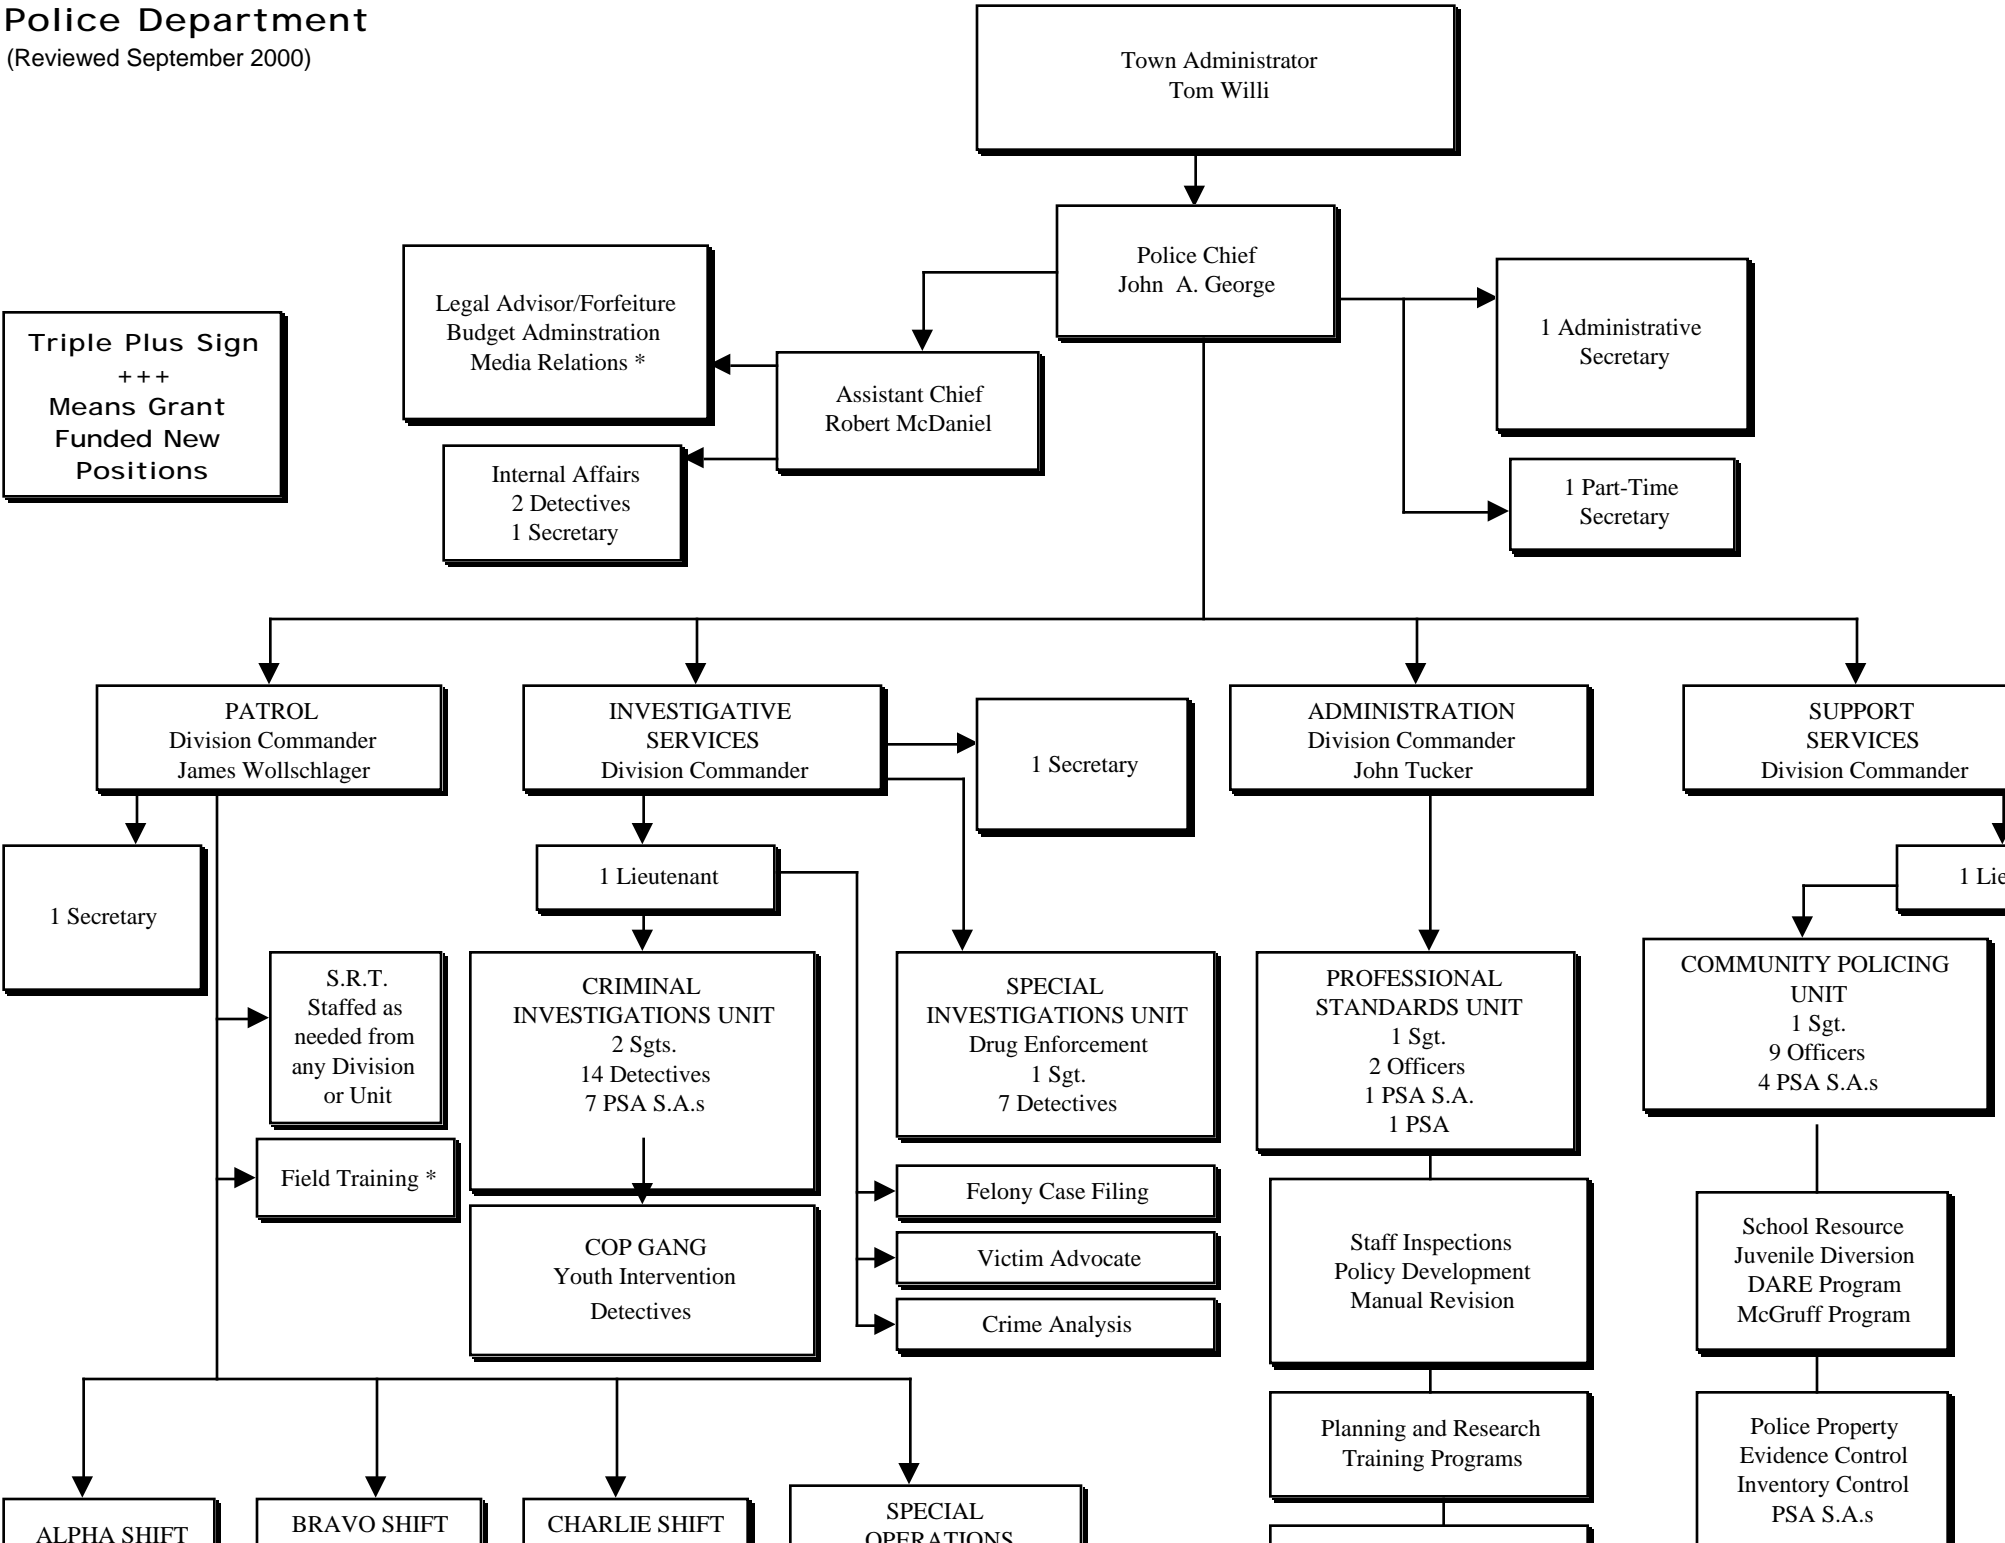 Police Department
(Reviewed September 2000)
Town Administrator
Tom Willi
Police Chief
John A. George
Legal Advisor/Forfeiture
Budget Adminstration
Media Relations *
1 Administrative
Secretary
Triple Plus Sign
+++
Means Grant
Funded New
Positions
Assistant Chief
Robert McDaniel
Internal Affairs
2 Detectives
1 Secretary
1 Part-Time
Secretary
PATROL
Division Commander
James Wollschlager
INVESTIGATIVE
SERVICES
Division Commander
1 Secretary
ADMINISTRATION
Division Commander
John Tucker
SUPPORT
SERVICES
Division Commander
1 Secretary
1 Lieutenant
1 Lie
S.R.T.
Staffed as
needed from
any Division
or Unit
CRIMINAL
INVESTIGATIONS UNIT
2 Sgts.
14 Detectives
7 PSA S.A.s
SPECIAL
INVESTIGATIONS UNIT
Drug Enforcement
1 Sgt.
7 Detectives
PROFESSIONAL
STANDARDS UNIT
1 Sgt.
2 Officers
1 PSA S.A.
1 PSA
COMMUNITY POLICING
UNIT
1 Sgt.
9 Officers
4 PSA S.A.s
Field Training *
Felony Case Filing
COP GANG
Youth Intervention
Detectives
Victim Advocate
Crime Analysis
Staff Inspections
Policy Development
Manual Revision
School Resource
Juvenile Diversion
DARE Program
McGruff Program
Planning and Research
Training Programs
Police Property
Evidence Control
Inventory Control
PSA S.A.s
ALPHA SHIFT
BRAVO SHIFT
CHARLIE SHIFT
SPECIAL
OPERATIONS